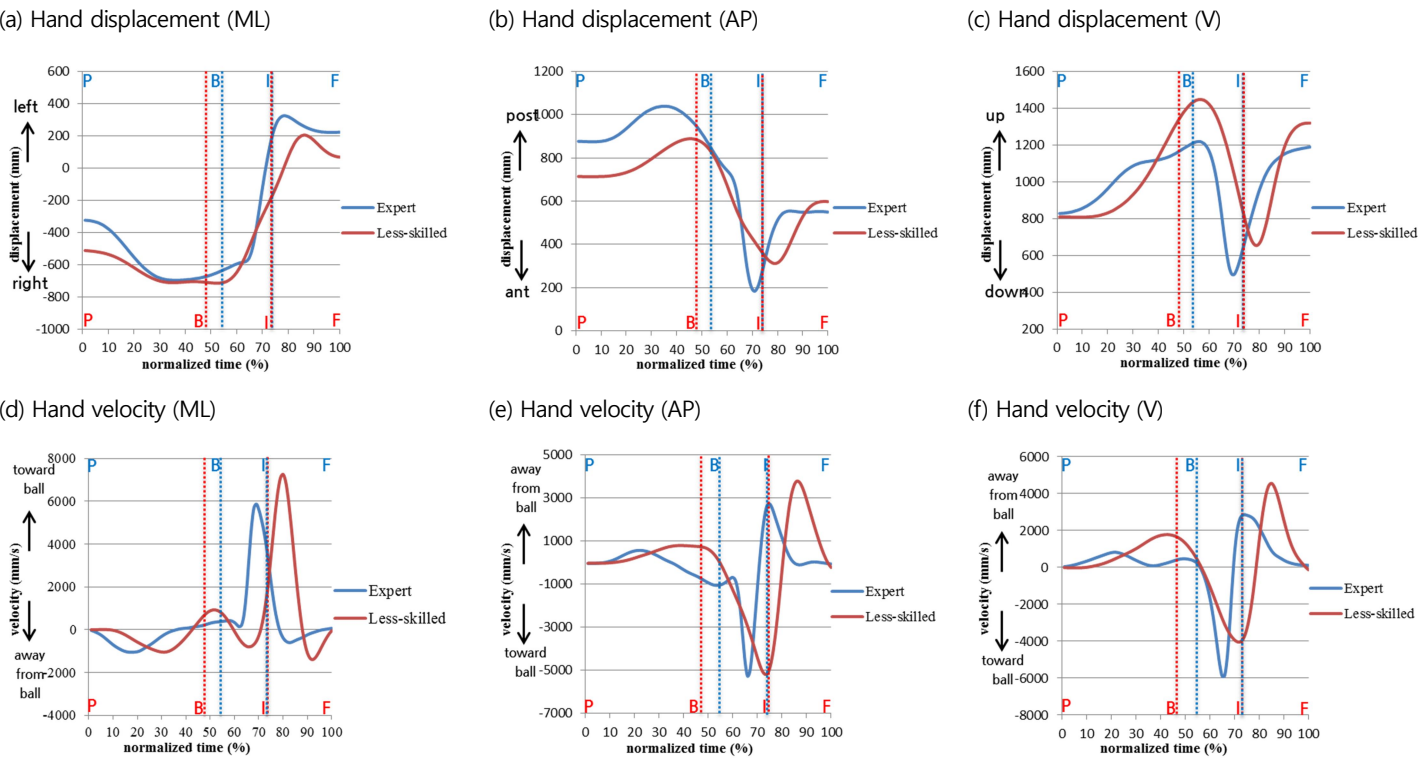 (a) Hand displacement (ML)
600
400
200
0
-200
-400
-600
-800
-1000
left
right
displacement (mm)
P
B
I
F
P
B
I
F
0 10 20 30 40 50 60 70 80 90 100
normalized time (%)
Expert
Less-skilled
(b) Hand displacement (AP)
1200
1000
800
600
400
200
0
post
ant
displacement (mm)
P
B
I
F
P
B
I
F
0 10 20 30 40 50 60 70 80 90 100
normalized time (%)
Expert
Less-skilled
(c) Hand displacement (V)
1600
1400
1200
1000
800
600
400
200
up
down
displacement (mm)
P
B
I
F
P
B
I
F
0 10 20 30 40 50 60 70 80 90 100
normalized time (%)
Expert
Less-skilled
(d) Hand velocity (ML)
8000
6000
4000
2000
0
-2000
-4000
toward
ball
away
from
ball
velocity (mm/s)
P
B
I
F
P
B
I
F
0 10 20 30 40 50 60 70 80 90 100
normalized time (%)
Expert
Less-skilled
(e) Hand velocity (AP)
5000
3000
1000
-1000
-3000
-5000
-7000
away
from
ball
toward
ball
velocity (mm/s)
P
B
I
F
P
B
I
F
0 10 20 30 40 50 60 70 80 90 100
normalized time (%)
Expert
Less-skilled
(f) Hand velocity (V)
6000
4000
2000
0
-2000
-4000
-6000
-8000
away
from
ball
toward
ball
velocity (mm/s)
P
B
I
F
P
B
I
F
0 10 20 30 40 50 60 70 80 90 100
normalized time (%)
Expert
Less-skilled